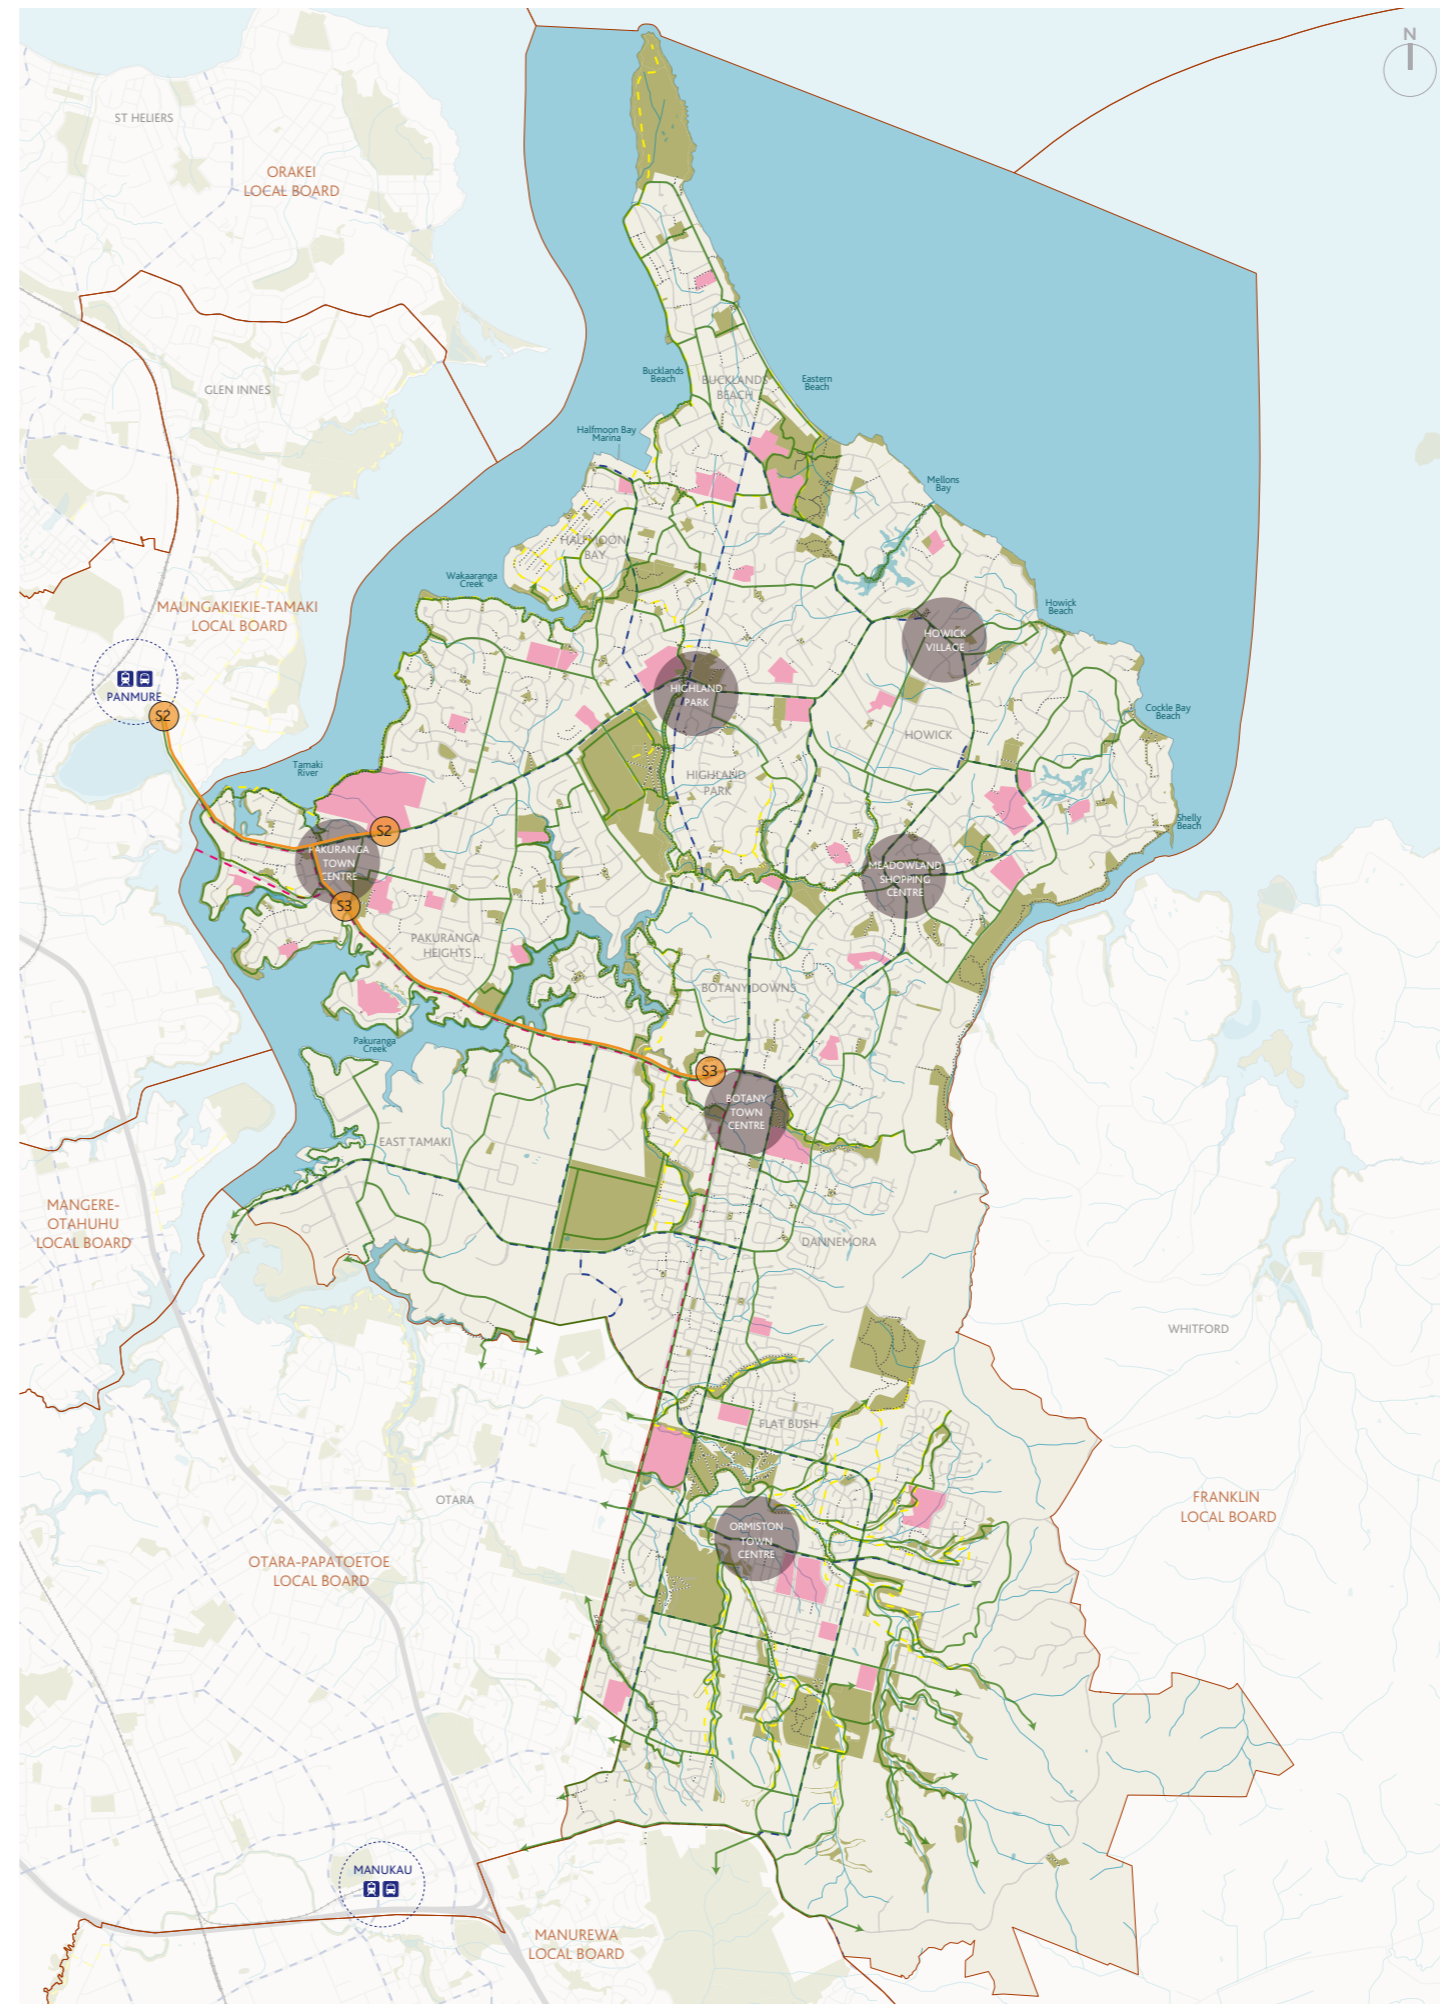 N
ST HELIERS
ORAKEI
LOCAL BOARD
GLEN INNES
Bucklands
Beach
BUCKLANDS
BEACH
Eastern
Beach
Halfmoon Bay
Marina
Mellons
Bay
HALFMOON
BAY
Wakaaranga
Creek
Howick
Beach
MAUNGAKIEKIE-TAMAKI
LOCAL BOARD
HOWICK
VILLAGE
PANMURE
S2
HIGHLAND
PARK
Cockle Bay
Beach
HOWICK
Tamaki
River
HIGHLAND
PARK
Shelly
Beach
S2
PAKURANGA
TOWN
CENTRE
MEADOWLAND
SHOPPING
CENTRE
S3
PAKURANGA
HEIGHTS
BOTANY DOWNS
Pakuranga
Creek
S3
BOTANY
TOWN
CENTRE
EAST TAMAKI
MANGERE-
OTAHUHU
LOCAL BOARD
DANNEMORA
WHITFORD
FLAT BUSH
OTARA
FRANKLIN
LOCAL BOARD
ORMISTON
TOWN
CENTRE
OTARA-PAPATOETOE
LOCAL BOARD
MANUKAU
MANUREWA
LOCAL BOARD